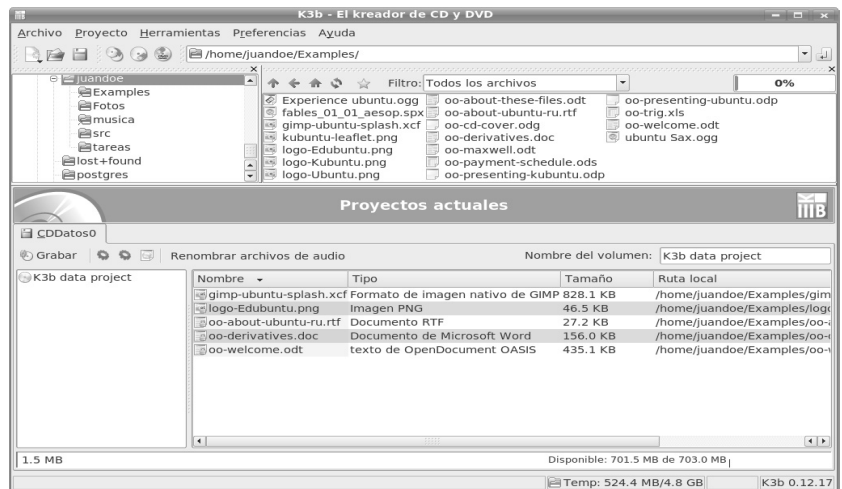 K3b - El kreador de CD y DVD
Archivo Proyecto Herramientas Preferencias Ayuda
/home/juandoe/Examples/
juandoe
Examples
Fotos
musica
src
tareas
lost+found
postgres
Filtro: Todos los archivos
0%
Experience ubuntu.ogg
fables_01_01_aesop.spx
gimp-ubuntu-splash.xcf
kubuntu-leaflet.png
logo-Edubuntu.png
logo-Kubuntu.png
logo-Ubuntu.png
oo-about-these-files.odt
oo-about-ubuntu-ru.rtf
oo-cd-cover.odg
oo-derivatives.doc
oo-maxwell.odt
oo-payment-schedule.ods
oo-presenting-kubuntu.odp
oo-presenting-ubuntu.odp
oo-trig.xls
oo-welcome.odt
ubuntu Sax.ogg
Proyectos actuales
CDDatos0
Grabar Renombrar archivos de audio Nombre del volumen: K3b data project
K3b data project
Nombre Tipo Tamaño Ruta local
gimp-ubuntu-splash.xcf Formato de imagen nativo de GIMP 828.1 KB /home/juandoe/Examples/gim
logo-Edubuntu.png Imagen PNG 46.5 KB /home/juandoe/Examples/logo
oo-about-ubuntu-ru.rtf Documento RTF 27.2 KB /home/juandoe/Examples/oo-
oo-derivatives.doc Documento de Microsoft Word 156.0 KB /home/juandoe/Examples/oo-
oo-welcome.odt texto de OpenDocument OASIS 435.1 KB /home/juandoe/Examples/oo-
1.5 MB Disponible: 701.5 MB de 703.0 MB
Temp: 524.4 MB/4.8 GB K3b 0.12.17